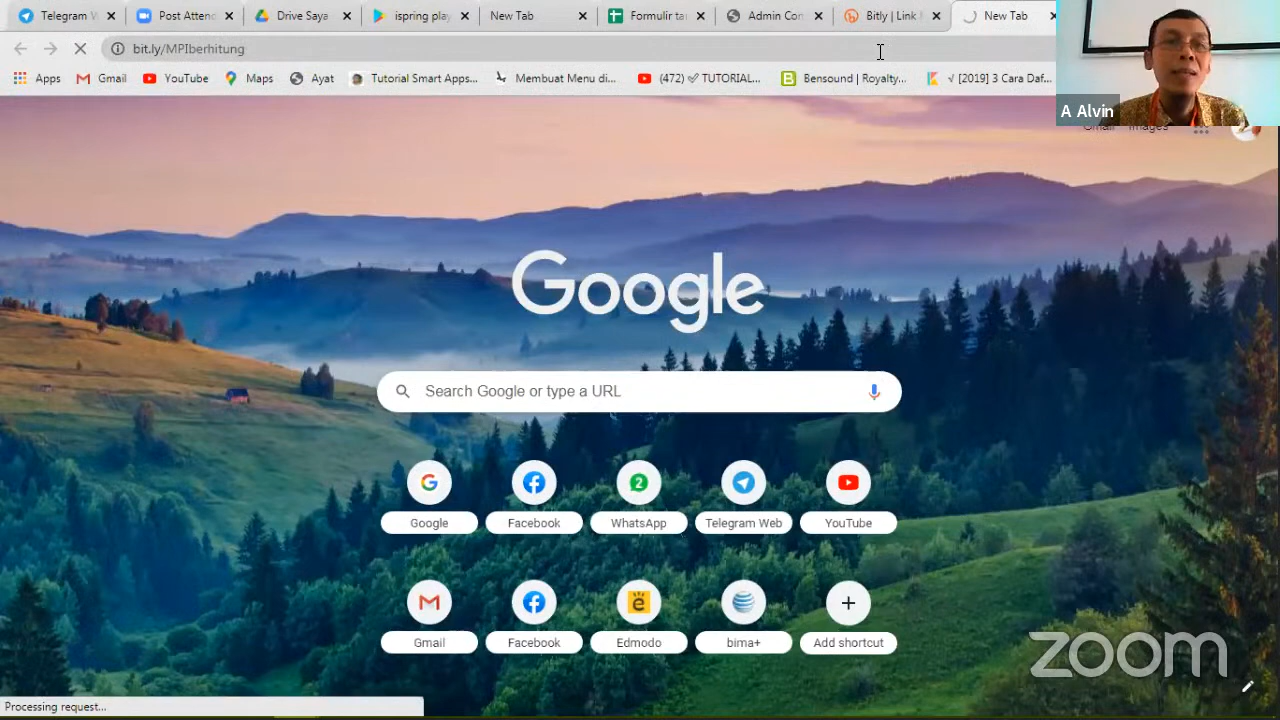 Telegram W
Post Attend
Drive Saya
ispring play
New Tab
Formulir ta
Admin Con
Bitly | Link
New Tab
bit.ly/MPIberhitung
Apps
Gmail
YouTube
Maps
Ayat
Tutorial Smart Apps...
Membuat Menu di...
(472) ✅ TUTORIAL...
Bensound | Royalty...
√ [2019] 3 Cara Daf...
A Alvin
Gmail
Images
Google
Search Google or type a URL
Google
Facebook
WhatsApp
Telegram Web
YouTube
Gmail
Facebook
Edmodo
bima+
Add shortcut
zoom
Processing request...